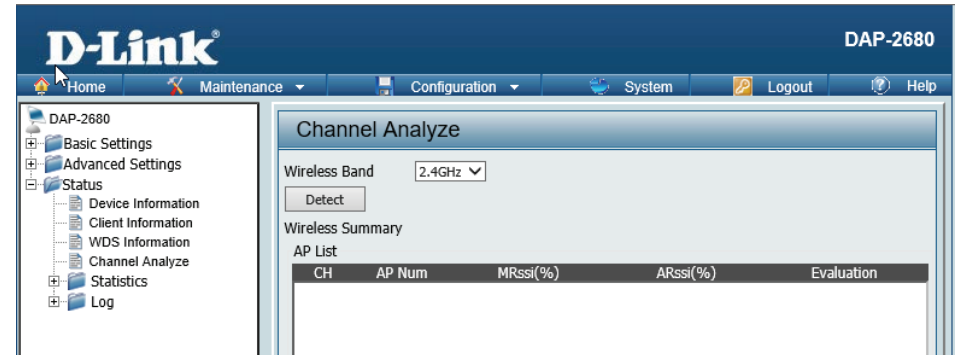 D-Link®
DAP-2680
Home Maintenance Configuration System Logout Help
DAP-2680
Basic Settings
Advanced Settings
Status
Device Information
Client Information
WDS Information
Channel Analyze
Statistics
Log
Channel Analyze
Wireless Band 2.4GHz
Detect
Wireless Summary
AP List
CH AP Num MRssi(%) ARssi(%) Evaluation